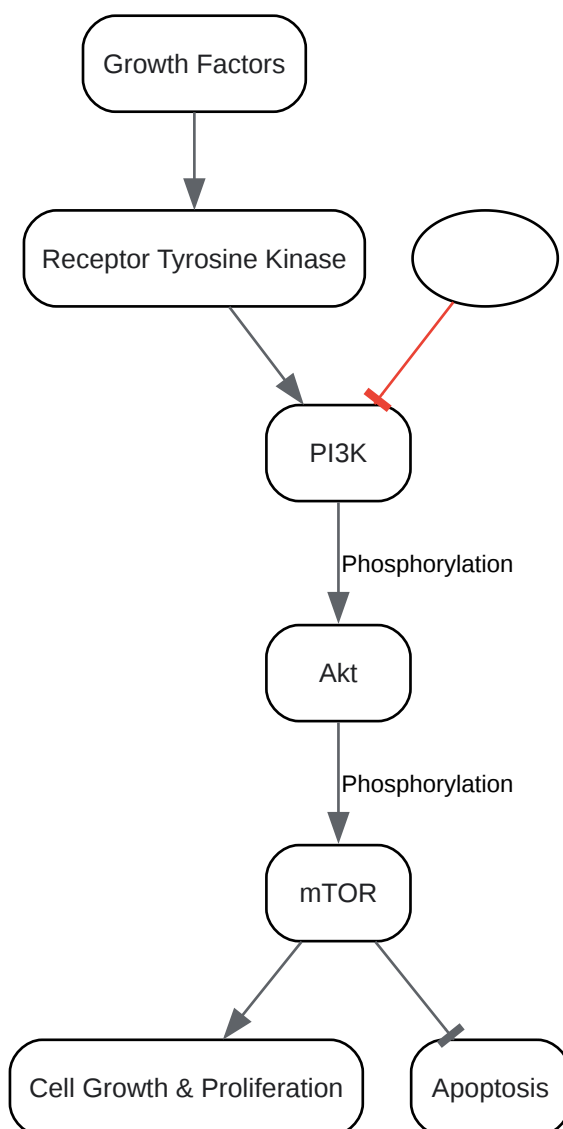 Growth Factors
Receptor Tyrosine Kinase
PI3K
Phosphorylation
Akt
Phosphorylation
mTOR
Cell Growth & Proliferation
Apoptosis